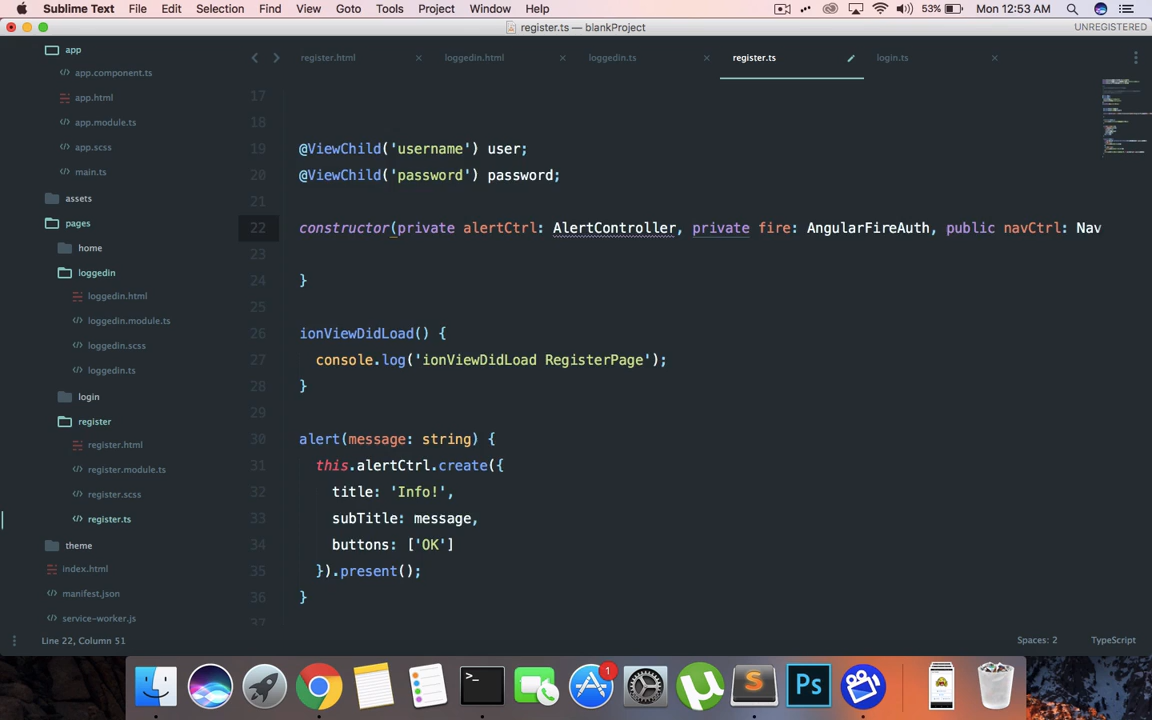 Sublime Text File Edit Selection Find View Goto Tools Project Window Help 53% Mon 12:53 AM
register.ts — blankProject UNREGISTERED
app
app.component.ts
app.html
app.module.ts
app.scss
main.ts
assets
pages
home
loggedin
loggedin.html
loggedin.module.ts
loggedin.scss
loggedin.ts
login
register
register.html
register.module.ts
register.scss
register.ts
theme
index.html
manifest.json
service-worker.js
register.html loggedin.html loggedin.ts register.ts login.ts
17
18
19 @ViewChild('username') user;
20 @ViewChild('password') password;
21
22 constructor(private alertCtrl: AlertController, private fire: AngularFireAuth, public navCtrl: Nav
23
24 }
25
26 ionViewDidLoad() {
27 console.log('ionViewDidLoad RegisterPage');
28 }
29
30 alert(message: string) {
31 this.alertCtrl.create({
32 title: 'Info!',
33 subTitle: message,
34 buttons: ['OK']
35 }).present();
36 }
37
Line 22, Column 51 Spaces: 2 TypeScript
>_
1
S
Ps